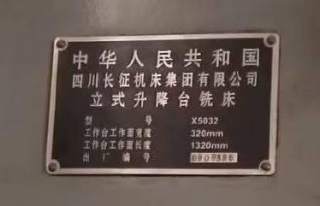 中华人民共和国
四川长征机床集团有限公司
立式升降台铣床
型号 X5032
工作台工作面宽度 320mm
工作台工作面长度 1320mm
出厂编号